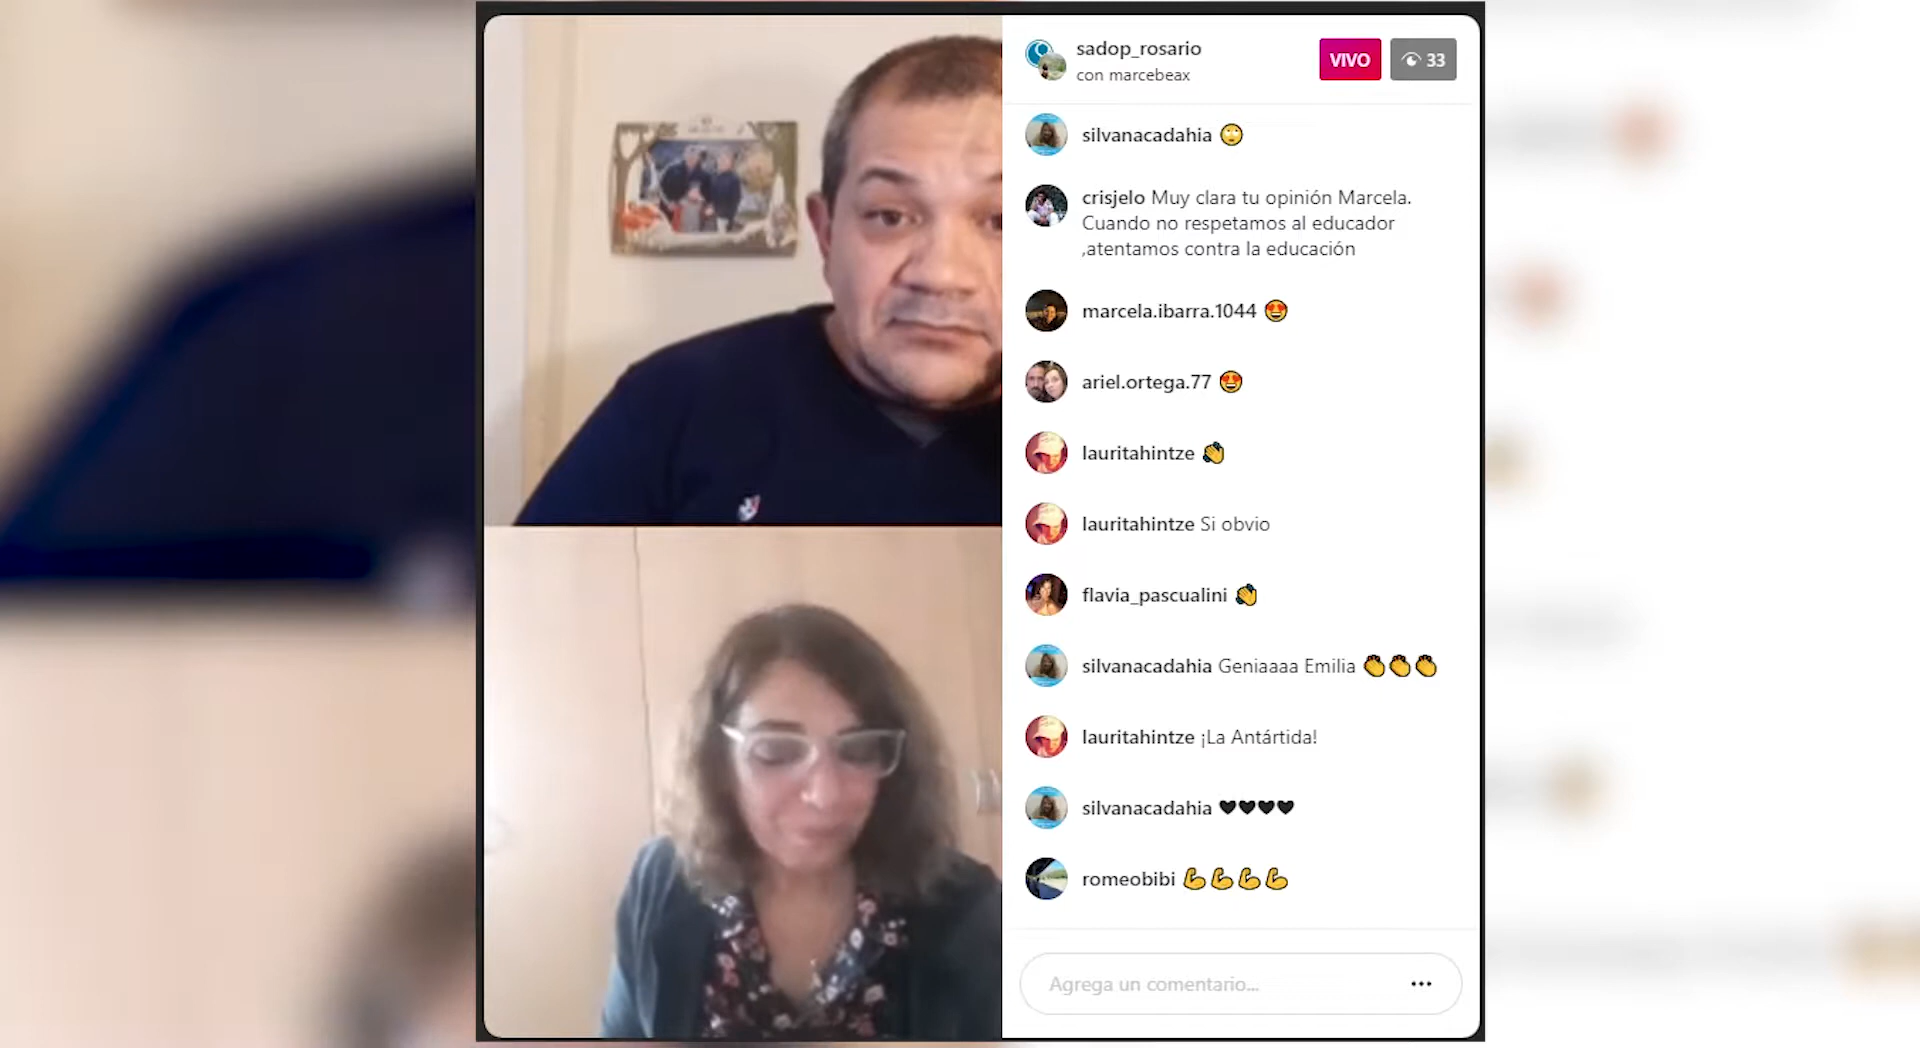 sadop_rosario
con marcebeax
VIVO
33
silvanacadahia 🙄
crisjelo Muy clara tu opinión Marcela.
Cuando no respetamos al educador
,atentamos contra la educación
marcela.ibarra.1044 😍
ariel.ortega.77 😍
lauritahintze 👏
lauritahintze Si obvio
flavia_pascualini 👏
silvanacadahia Geniaaaa Emilia 👏👏👏
lauritahintze ¡La Antártida!
silvanacadahia ♥♥♥♥
romeobibi 💪💪💪💪
Agrega un comentario...